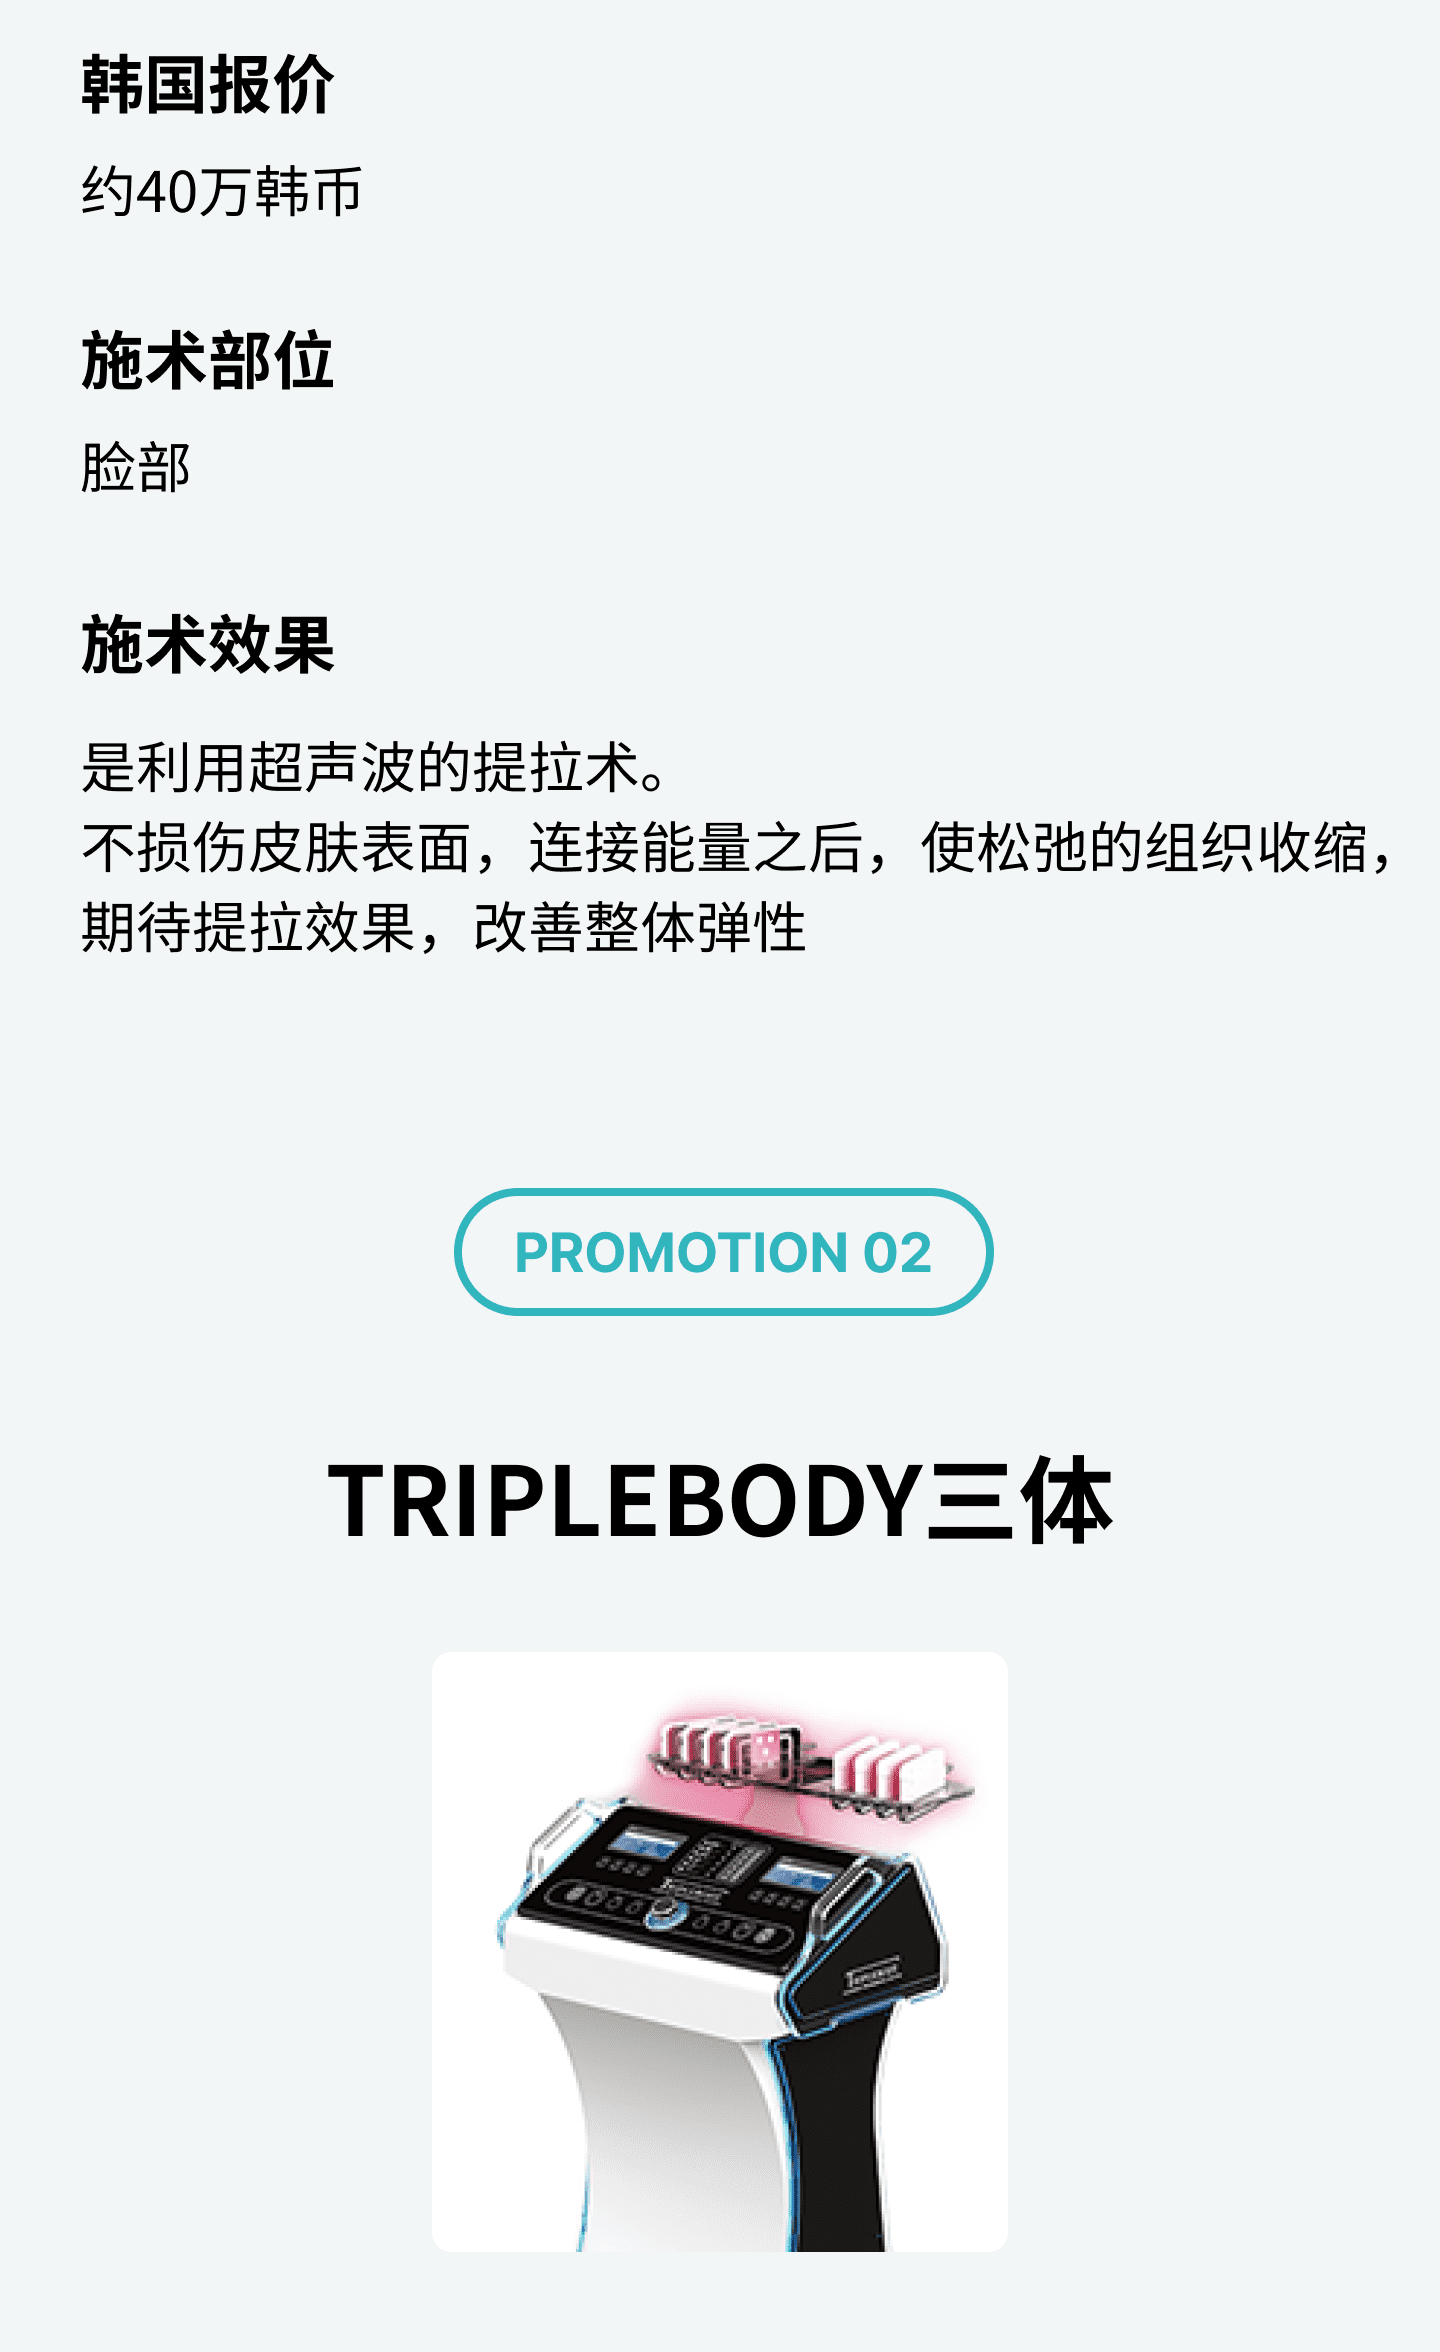 韩国报价
约40万韩币
施术部位
脸部
施术效果
是利用超声波的提拉术。
不损伤皮肤表面，连接能量之后，使松弛的组织收缩，
期待提拉效果，改善整体弹性
PROMOTION 02
TRIPLEBODY三体